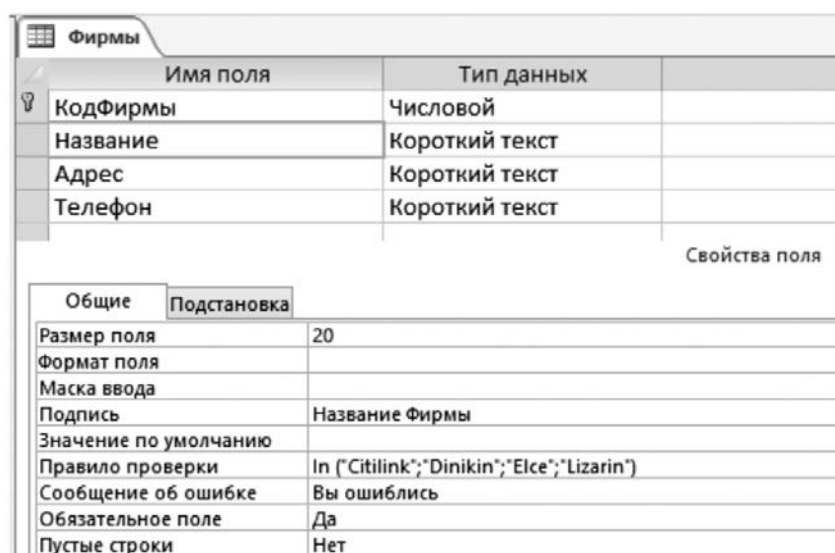 Фирмы
Имя поля Тип данных
КодФирмы Числовой
Название Короткий текст
Адрес Короткий текст
Телефон Короткий текст
Свойства поля
Общие Подстановка
Размер поля 20
Формат поля
Маска ввода
Подпись Название Фирмы
Значение по умолчанию
Правило проверки In ("Citilink";"Dinikin";"Elce";"Lizarin")
Сообщение об ошибке Вы ошиблись
Обязательное поле Да
Пустые строки Нет